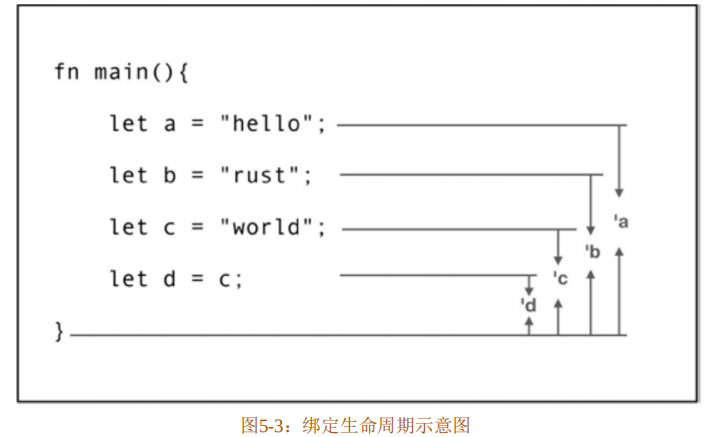 fn main(){
let a = "hello";
let b = "rust";
let c = "world";
let d = c;
}
'a
'b
'c
'd
图5-3：绑定生命周期示意图